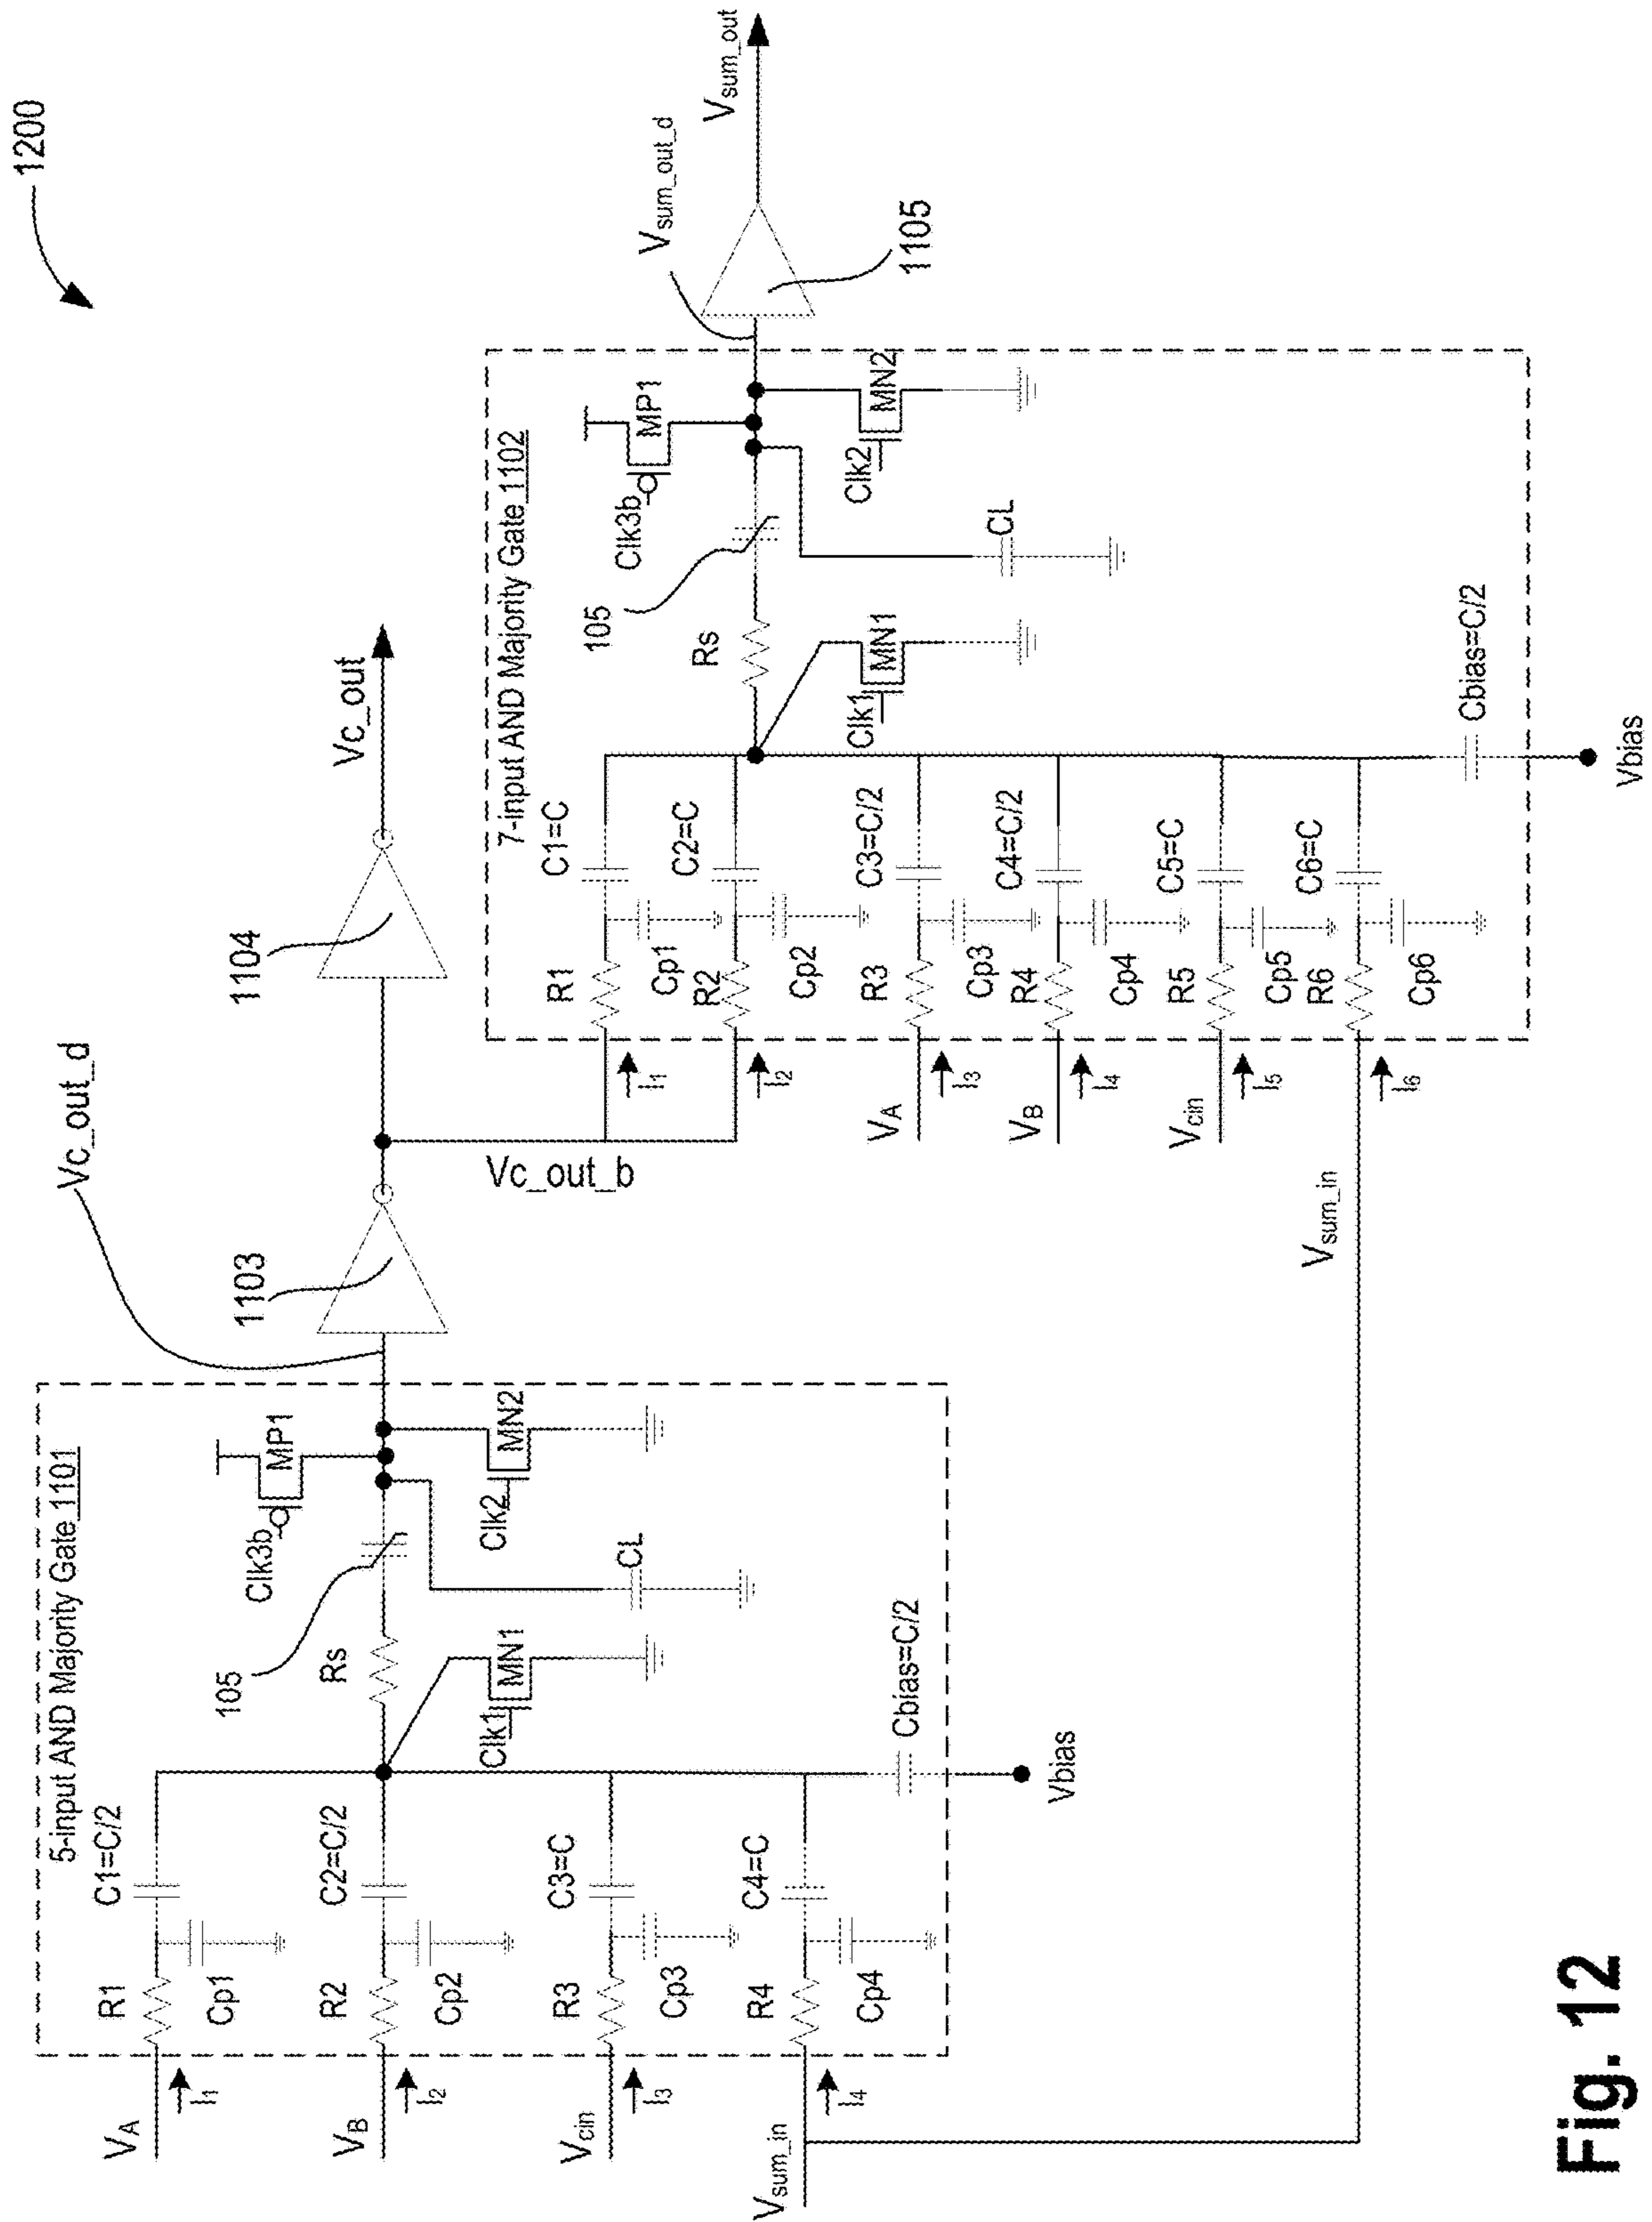 1200
5-input AND Majority Gate 1101
VA
I1
R1
Cp1
C1=C/2
VB
I2
R2
Cp2
C2=C/2
Vcin
I3
R3
Cp3
C3=C
Vsum_in
I4
R4
Cp4
C4=C
Cbias=C/2
Vbias
Clk1
MN1
Rs
105
CL
Clk3b
MP1
Clk2
MN2
Vc_out_d
1103
Vc_out_b
1104
Vc_out
7-input AND Majority Gate 1102
I1
R1
Cp1
C1=C
I2
R2
Cp2
C2=C
VA
I3
R3
Cp3
C3=C/2
VB
I4
R4
Cp4
C4=C/2
Vcin
I5
R5
Cp5
C5=C
Vsum_in
I6
R6
Cp6
C6=C
Cbias=C/2
Vbias
Clk1
MN1
Rs
105
CL
Clk3b
MP1
Clk2
MN2
Vsum_out_d
1105
Vsum_out
Fig. 12